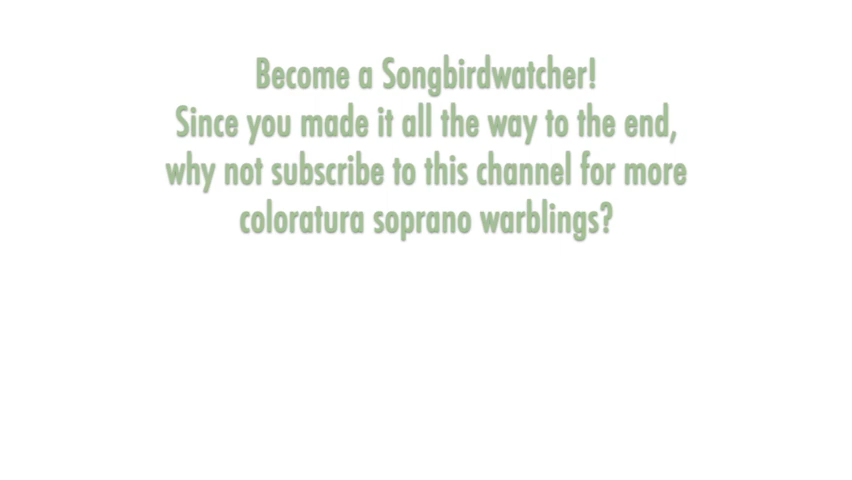 Become a Songbirdwatcher!
Since you made it all the way to the end,
why not subscribe to this channel for more
coloratura soprano warblings?